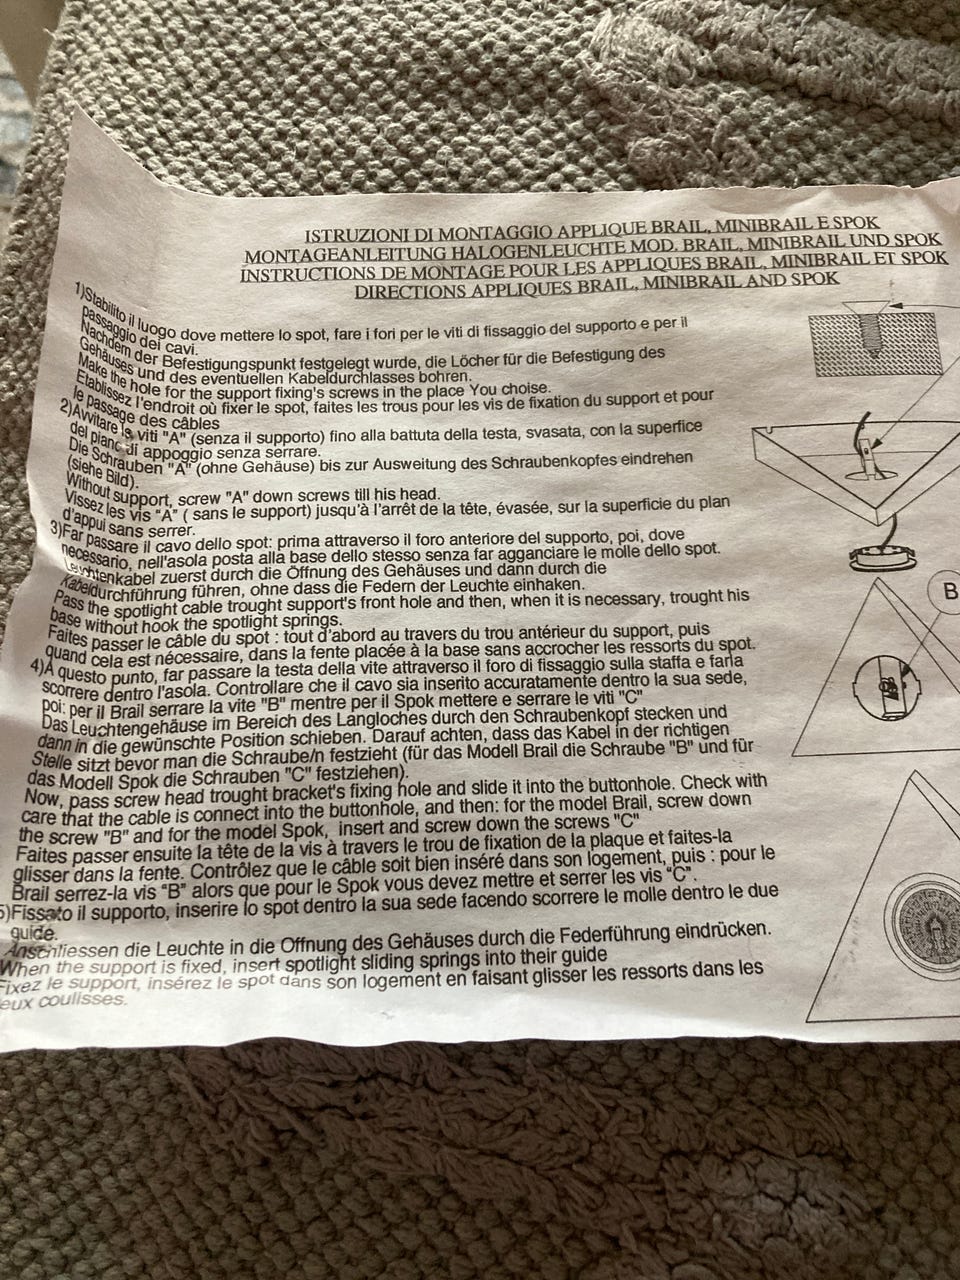 ISTRUZIONI DI MONTAGGIO APPLIQUE BRAIL, MINIBRAIL E SPOK
MONTAGEANLEITUNG HALOGENLEUCHTE MOD. BRAIL, MINIBRAIL UND SPOK
INSTRUCTIONS DE MONTAGE POUR LES APPLIQUES BRAIL, MINIBRAIL ET SPOK
DIRECTIONS APPLIQUES BRAIL, MINIBRAIL AND SPOK
1)Stabilito il luogo dove mettere lo spot, fare i fori per le viti di fissaggio del supporto e per il
passaggio dei cavi.
Nachdem der Befestigungspunkt festgelegt wurde, die Löcher für die Befestigung des
Gehäuses und des eventuellen Kabeldurchlasses bohren.
Make the hole for the support fixing's screws in the place You choise.
Etablissez l'endroit où fixer le spot, faites les trous pour les vis de fixation du support et pour
le passage des câbles
2)Avvitare le viti "A" (senza il supporto) fino alla battuta della testa, svasata, con la superfice
del piano di appoggio senza serrare.
Die Schrauben "A" (ohne Gehäuse) bis zur Ausweitung des Schraubenkopfes eindrehen
(siehe Bild).
Without support, screw "A" down screws till his head.
Vissez les vis "A" ( sans le support) jusqu'à l'arrêt de la tête, évasée, sur la superficie du plan
d'appui sans serrer.
3)Far passare il cavo dello spot: prima attraverso il foro anteriore del supporto, poi, dove
necessario, nell'asola posta alla base dello stesso senza far agganciare le molle dello spot.
Leuchtenkabel zuerst durch die Öffnung des Gehäuses und dann durch die
Kabeldurchführung führen, ohne dass die Federn der Leuchte einhaken.
Pass the spotlight cable trought support's front hole and then, when it is necessary, trought his
base without hook the spotlight springs.
Faites passer le câble du spot : tout d'abord au travers du trou antérieur du support, puis
quand cela est nécessaire, dans la fente placée à la base sans accrocher les ressorts du spot.
4)A questo punto, far passare la testa della vite attraverso il foro di fissaggio sulla staffa e farla
scorrere dentro l'asola. Controllare che il cavo sia inserito accuratamente dentro la sua sede,
poi: per il Brail serrare la vite "B" mentre per il Spok mettere e serrare le viti "C"
Das Leuchtengehäuse im Bereich des Langloches durch den Schraubenkopf stecken und
dann in die gewünschte Position schieben. Darauf achten, dass das Kabel in der richtigen
Stelle sitzt bevor man die Schraube/n festzieht (für das Modell Brail die Schraube "B" und für
das Modell Spok die Schrauben "C" festziehen).
Now, pass screw head trought bracket's fixing hole and slide it into the buttonhole. Check with
care that the cable is connect into the buttonhole, and then: for the model Brail, screw down
the screw "B" and for the model Spok, insert and screw down the screws "C"
Faites passer ensuite la tête de la vis à travers le trou de fixation de la plaque et faites-la
glisser dans la fente. Contrôlez que le câble soit bien inséré dans son logement, puis : pour le
Brail serrez-la vis "B" alors que pour le Spok vous devez mettre et serrer les vis "C".
5)Fissato il supporto, inserire lo spot dentro la sua sede facendo scorrere le molle dentro le due
guide.
Anschliessen die Leuchte in die Öffnung des Gehäuses durch die Federführung eindrücken.
When the support is fixed, insert spotlight sliding springs into their guide
Fixez le support, insérez le spot dans son logement en faisant glisser les ressorts dans les
eux coulisses.
B